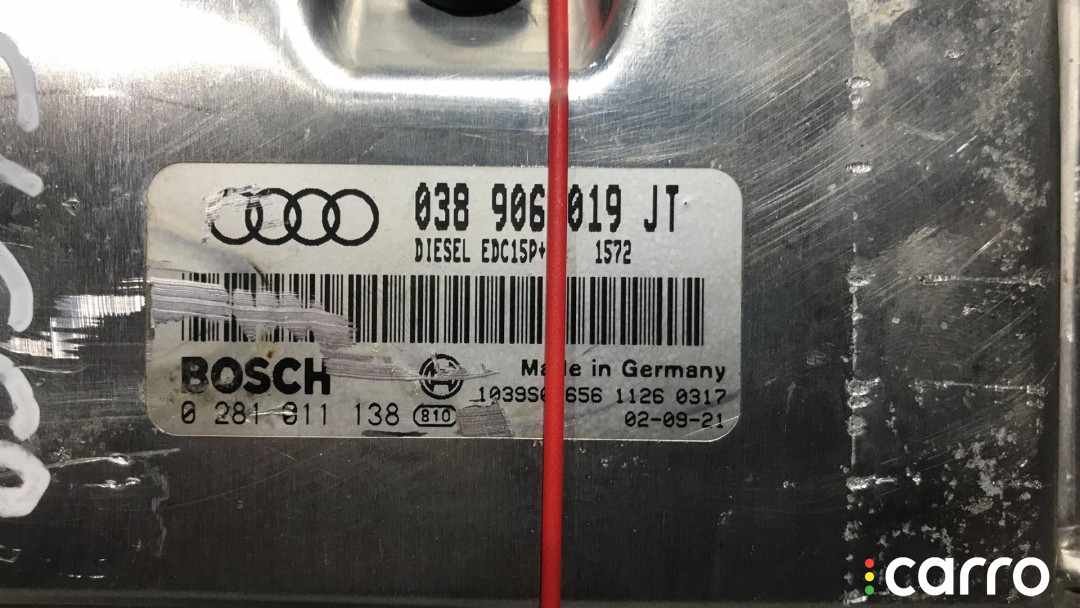 038 906 019 JT
DIESEL EDC15P+ 1572
BOSCH
Made in Germany
1126 0317
0 281 011 138 810
02-09-21
carro